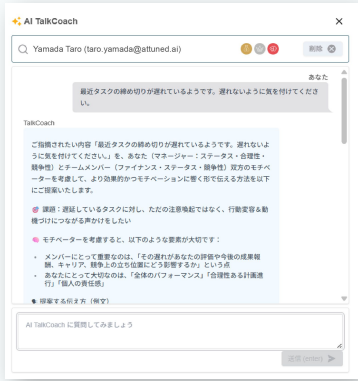 AI TalkCoach
Yamada Taro (taro.yamada@attuned.ai)
削除
あなた
最近タスクの締め切りが遅れているようです。遅れないように気を付けてくださ
い。
TalkCoach
ご指摘されたい内容「最近タスクの締め切りが遅れているようです。遅れないよ
うに気を付けてください。」を、あなた（マネージャー：ステータス・合理性・
競争性）とチームメンバー（ファイナンス・ステータス・競争性）双方のモチベ
ーターを考慮して、より効果的かつモチベーションに響く形で伝える方法を以下
にご提案いたします。
課題：遅延しているタスクに対し、ただの注意喚起ではなく、行動変容＆動
機づけにつながる声かけをしたい
モチベーターを考慮すると、以下のような要素が大切です：
・ メンバーにとって重要なのは、「その遅れがあなたの評価や今後の成果報
酬、キャリア、競争上の立ち位置にどう影響するか」という点
・ あなたにとって大切なのは、「全体のパフォーマンス」「合理性ある計画進
行」「個人の責任感」
提案する伝え方（例文）
AI TalkCoach に質問してみましょう
送信 (enter)